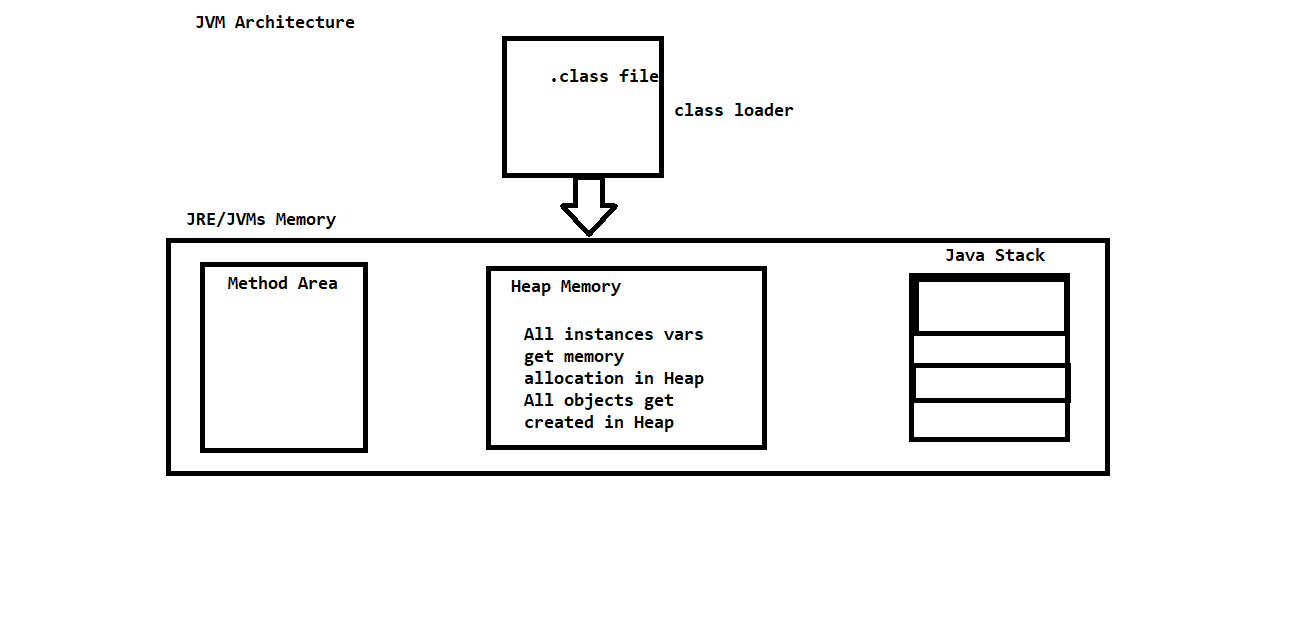 JVM Architecture
.class file
class loader
JRE/JVMs Memory
Java Stack
Method Area
Heap Memory
All instances vars
get memory
allocation in Heap
All objects get
created in Heap